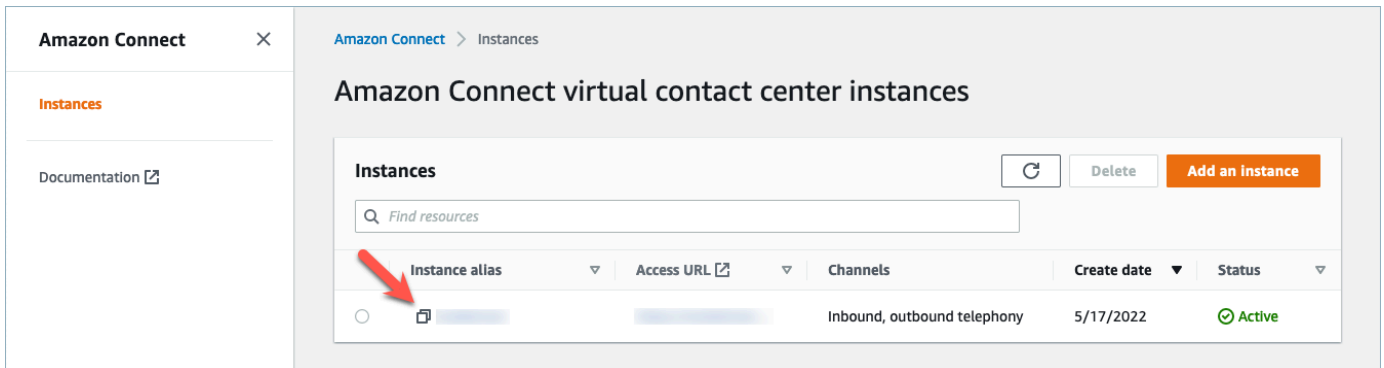 Amazon Connect
Instances
Documentation
Amazon Connect > Instances
Amazon Connect virtual contact center instances
Instances
Delete
Add an instance
Find resources
Instance alias
Access URL
Channels
Create date
Status
Inbound, outbound telephony
5/17/2022
Active